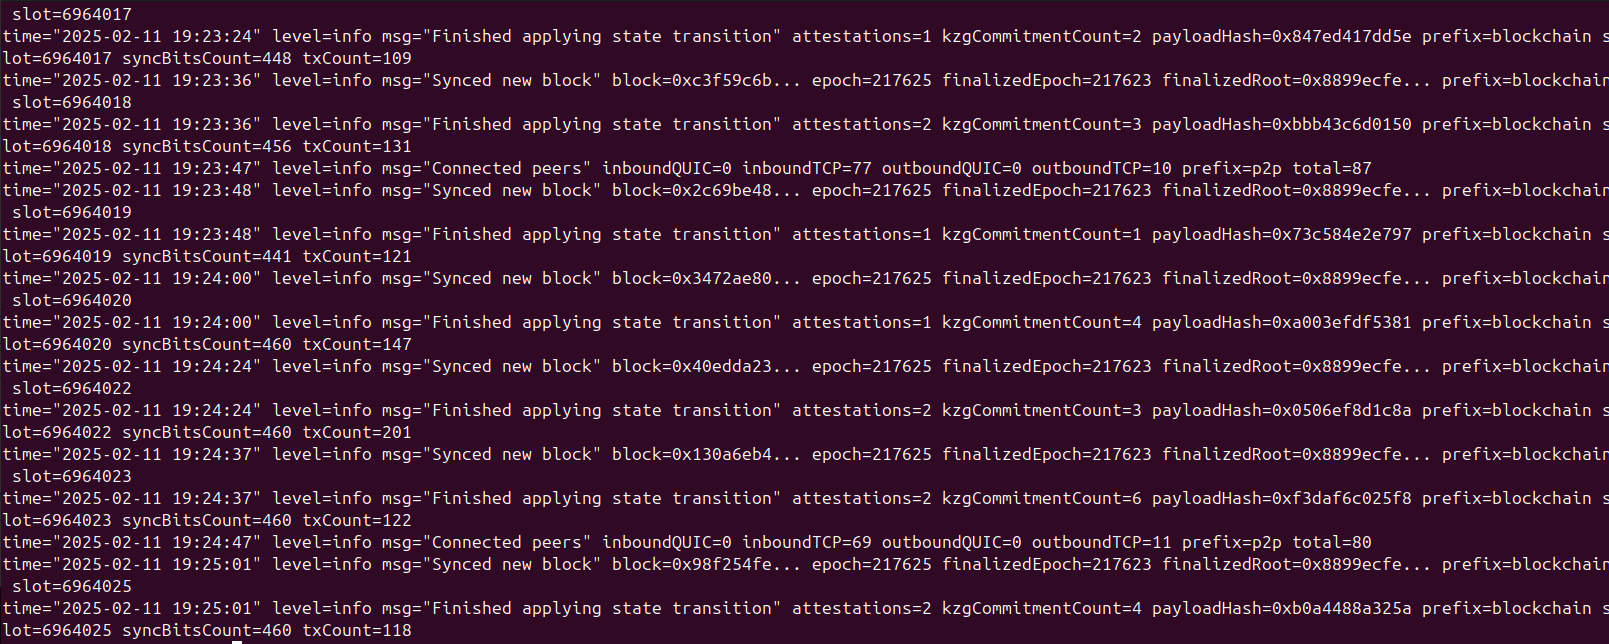 slot=6964017
time="2025-02-11 19:23:24" level=info msg="Finished applying state transition" attestations=1 kzgCommitmentCount=2 payloadHash=0x847ed417dd5e prefix=blockchain s
lot=6964017 syncBitsCount=448 txCount=109
time="2025-02-11 19:23:36" level=info msg="Synced new block" block=0xc3f59c6b... epoch=217625 finalizedEpoch=217623 finalizedRoot=0x8899ecfe... prefix=blockchain
 slot=6964018
time="2025-02-11 19:23:36" level=info msg="Finished applying state transition" attestations=2 kzgCommitmentCount=3 payloadHash=0xbbb43c6d0150 prefix=blockchain s
lot=6964018 syncBitsCount=456 txCount=131
time="2025-02-11 19:23:47" level=info msg="Connected peers" inboundQUIC=0 inboundTCP=77 outboundQUIC=0 outboundTCP=10 prefix=p2p total=87
time="2025-02-11 19:23:48" level=info msg="Synced new block" block=0x2c69be48... epoch=217625 finalizedEpoch=217623 finalizedRoot=0x8899ecfe... prefix=blockchain
 slot=6964019
time="2025-02-11 19:23:48" level=info msg="Finished applying state transition" attestations=1 kzgCommitmentCount=1 payloadHash=0x73c584e2e797 prefix=blockchain s
lot=6964019 syncBitsCount=441 txCount=121
time="2025-02-11 19:24:00" level=info msg="Synced new block" block=0x3472ae80... epoch=217625 finalizedEpoch=217623 finalizedRoot=0x8899ecfe... prefix=blockchain
 slot=6964020
time="2025-02-11 19:24:00" level=info msg="Finished applying state transition" attestations=1 kzgCommitmentCount=4 payloadHash=0xa003efdf5381 prefix=blockchain s
lot=6964020 syncBitsCount=460 txCount=147
time="2025-02-11 19:24:24" level=info msg="Synced new block" block=0x40edda23... epoch=217625 finalizedEpoch=217623 finalizedRoot=0x8899ecfe... prefix=blockchain
 slot=6964022
time="2025-02-11 19:24:24" level=info msg="Finished applying state transition" attestations=2 kzgCommitmentCount=3 payloadHash=0x0506ef8d1c8a prefix=blockchain s
lot=6964022 syncBitsCount=460 txCount=201
time="2025-02-11 19:24:37" level=info msg="Synced new block" block=0x130a6eb4... epoch=217625 finalizedEpoch=217623 finalizedRoot=0x8899ecfe... prefix=blockchain
 slot=6964023
time="2025-02-11 19:24:37" level=info msg="Finished applying state transition" attestations=2 kzgCommitmentCount=6 payloadHash=0xf3daf6c025f8 prefix=blockchain s
lot=6964023 syncBitsCount=460 txCount=122
time="2025-02-11 19:24:47" level=info msg="Connected peers" inboundQUIC=0 inboundTCP=69 outboundQUIC=0 outboundTCP=11 prefix=p2p total=80
time="2025-02-11 19:25:01" level=info msg="Synced new block" block=0x98f254fe... epoch=217625 finalizedEpoch=217623 finalizedRoot=0x8899ecfe... prefix=blockchain
 slot=6964025
time="2025-02-11 19:25:01" level=info msg="Finished applying state transition" attestations=2 kzgCommitmentCount=4 payloadHash=0xb0a4488a325a prefix=blockchain s
lot=6964025 syncBitsCount=460 txCount=118